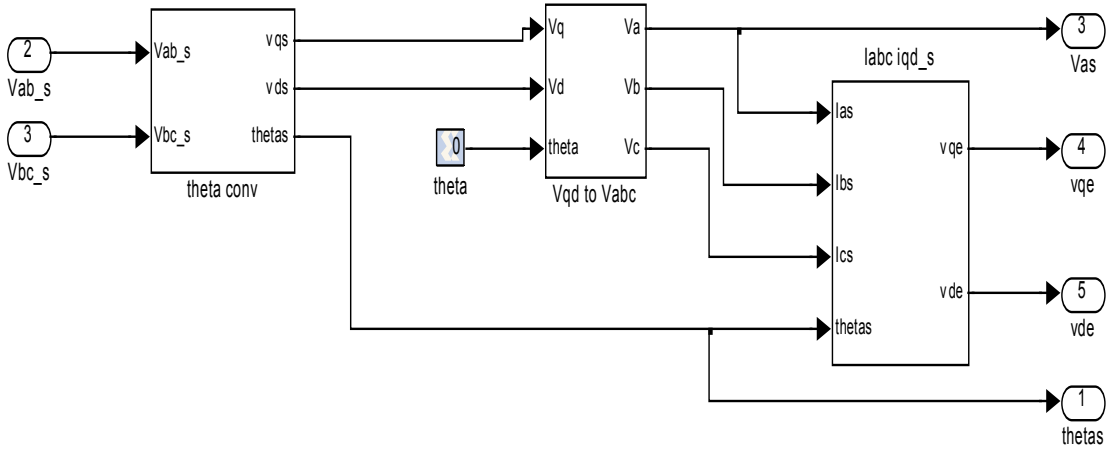 2
Vab_s
3
Vbc_s
Vab_s
Vbc_s
vqs
vds
thetas
theta conv
0
theta
Vq
Vd
theta
Va
Vb
Vc
Vqd to Vabc
Iabc iqd_s
Ias
Ibs
Ics
thetas
vqe
vde
3
Vas
4
vqe
5
vde
1
thetas